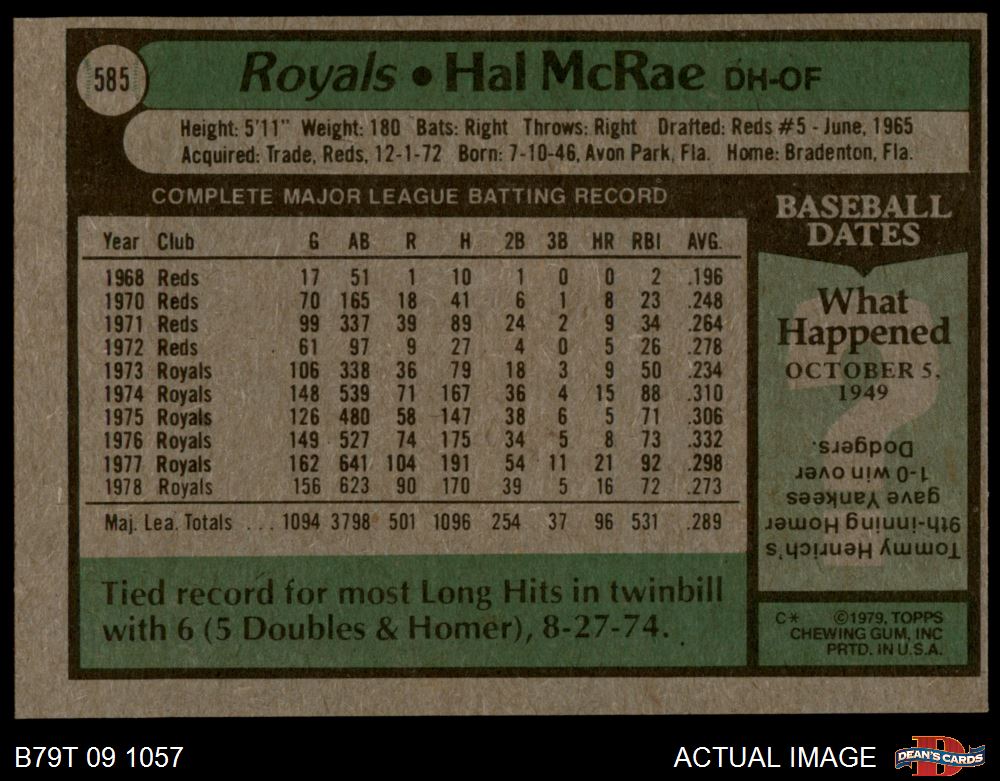 585
Royals • Hal McRae DH-OF
Height: 5'11" Weight: 180 Bats: Right Throws: Right Drafted: Reds #5 - June, 1965
Acquired: Trade, Reds, 12-1-72 Born: 7-10-46, Avon Park, Fla. Home: Bradenton, Fla.
COMPLETE MAJOR LEAGUE BATTING RECORD
Year Club G AB R H 2B 3B HR RBI AVG.
1968 Reds 17 51 1 10 1 0 0 2 .196
1970 Reds 70 165 18 41 6 1 8 23 .248
1971 Reds 99 337 39 89 24 2 9 34 .264
1972 Reds 61 97 9 27 4 0 5 26 .278
1973 Royals 106 338 36 79 18 3 9 50 .234
1974 Royals 148 539 71 167 36 4 15 88 .310
1975 Royals 126 480 58 147 38 6 5 71 .306
1976 Royals 149 527 74 175 34 5 8 73 .332
1977 Royals 162 641 104 191 54 11 21 92 .298
1978 Royals 156 623 90 170 39 5 16 72 .273
Maj. Lea. Totals ... 1094 3798 501 1096 254 37 96 531 .289
Tied record for most Long Hits in twinbill
with 6 (5 Doubles & Homer), 8-27-74.
BASEBALL
DATES
What
Happened
OCTOBER 5,
1949
Tommy Henrich's
9th-inning Homer
gave Yankees
1-0 win over
Dodgers.
C* ©1979, TOPPS
CHEWING GUM, INC
PRTD. IN U.S.A.
B79T 09 1057
ACTUAL IMAGE
D
DEAN'S CARDS